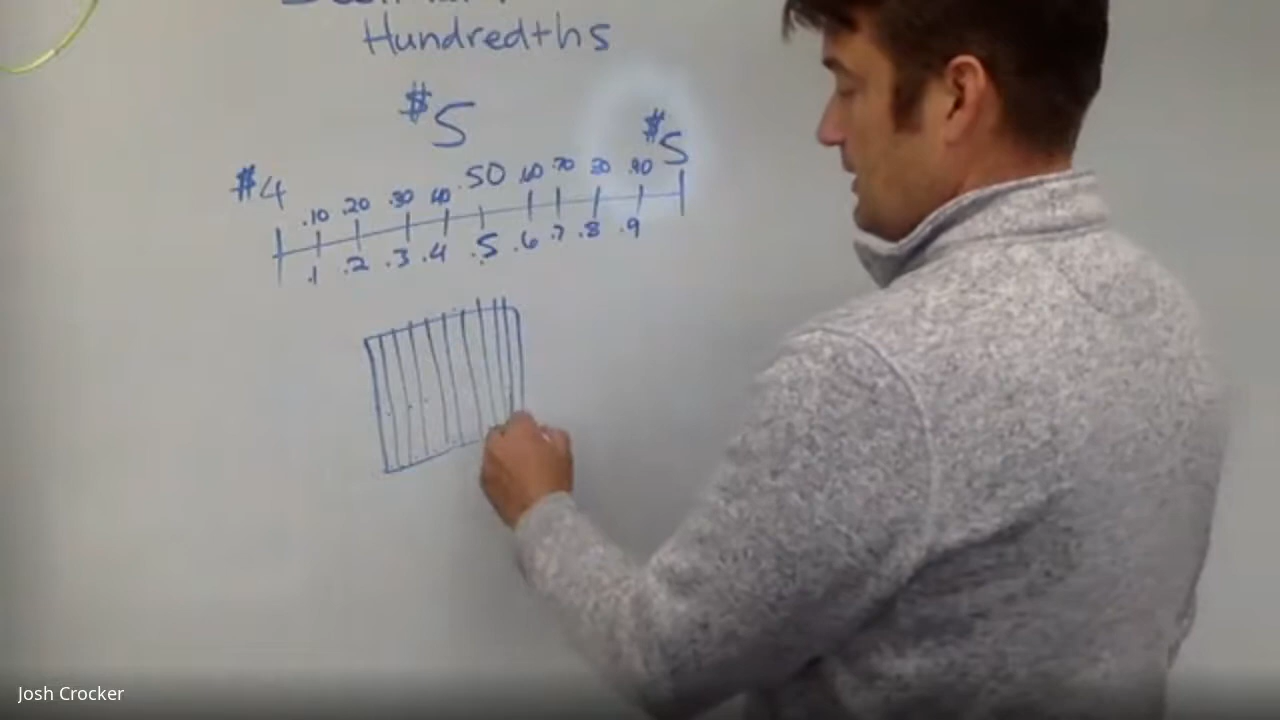 Hundredths
$5
$4 .10 .20 .30 40 .50 .60 .70 80 .90 $5
.1 .2 .3 .4 .5 .6 .7 .8 .9
Josh Crocker